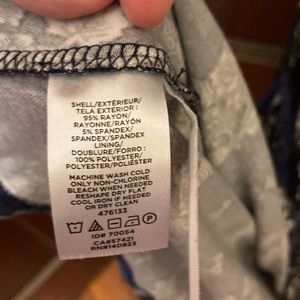 SHELL/EXTÉRIEUR/
TELA EXTERIOR :
95% RAYON/
RAYONNE/RAYÓN
5% SPANDEX/
SPANDEX/SPANDEX
LINING/
DOUBLURE/FORRO :
100% POLYESTER/
POLYESTER/POLIÉSTER
MACHINE WASH COLD
ONLY NON-CHLORINE
BLEACH WHEN NEEDED
RESHAPE DRY FLAT
COOL IRON IF NEEDED
OR DRY CLEAN
476133
ID# 70054
CA#57421
RN#140923